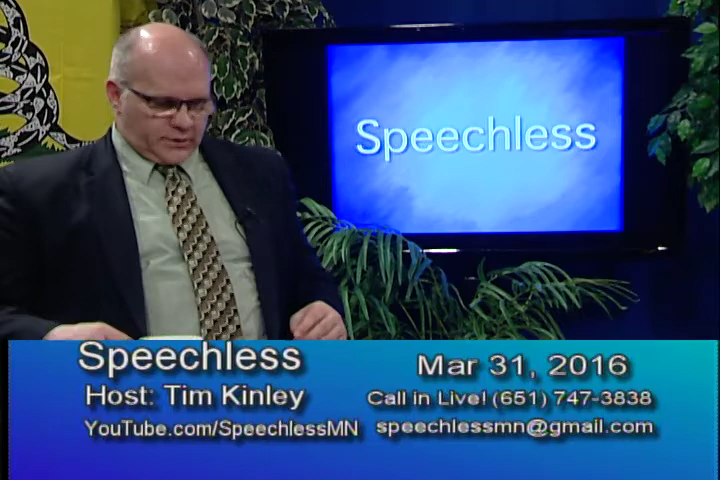 Speechless
Speechless
Host: Tim Kinley
YouTube.com/SpeechlessMN
Mar 31, 2016
Call in Live! (651) 747-3838
speechlessmn@gmail.com